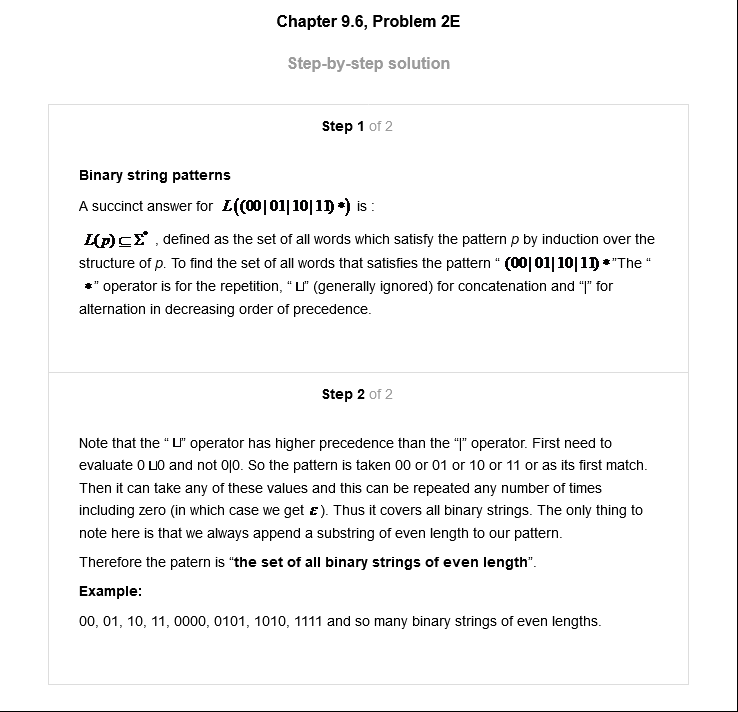 Chapter 9.6, Problem 2E
Step-by-step solution
Step 1 of 2
Binary string patterns
A succinct answer for L((00|01|10|11)*) is :
L(p)⊆Σ* , defined as the set of all words which satisfy the pattern p by induction over the
structure of p. To find the set of all words that satisfies the pattern “ (00|01|10|11)*”The “
*” operator is for the repetition, “ ⊔” (generally ignored) for concatenation and “|” for
alternation in decreasing order of precedence.
Step 2 of 2
Note that the “ ⊔” operator has higher precedence than the “|” operator. First need to
evaluate 0 ⊔0 and not 0|0. So the pattern is taken 00 or 01 or 10 or 11 or as its first match.
Then it can take any of these values and this can be repeated any number of times
including zero (in which case we get ε ). Thus it covers all binary strings. The only thing to
note here is that we always append a substring of even length to our pattern.
Therefore the patern is “the set of all binary strings of even length”.
Example:
00, 01, 10, 11, 0000, 0101, 1010, 1111 and so many binary strings of even lengths.